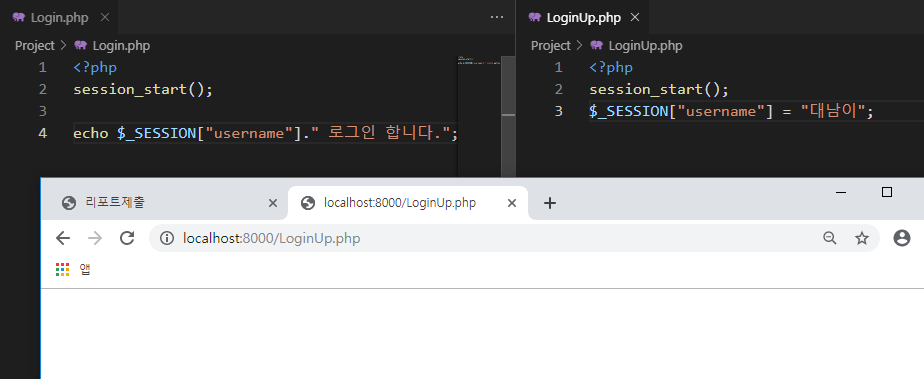 Login.php
Project > Login.php
1 <?php
2 session_start();
3
4 echo $_SESSION["username"]." 로그인 합니다.";
LoginUp.php
Project > LoginUp.php
1 <?php
2 session_start();
3 $_SESSION["username"] = "대남이";
리포트제출
localhost:8000/LoginUp.php
localhost:8000/LoginUp.php
앱